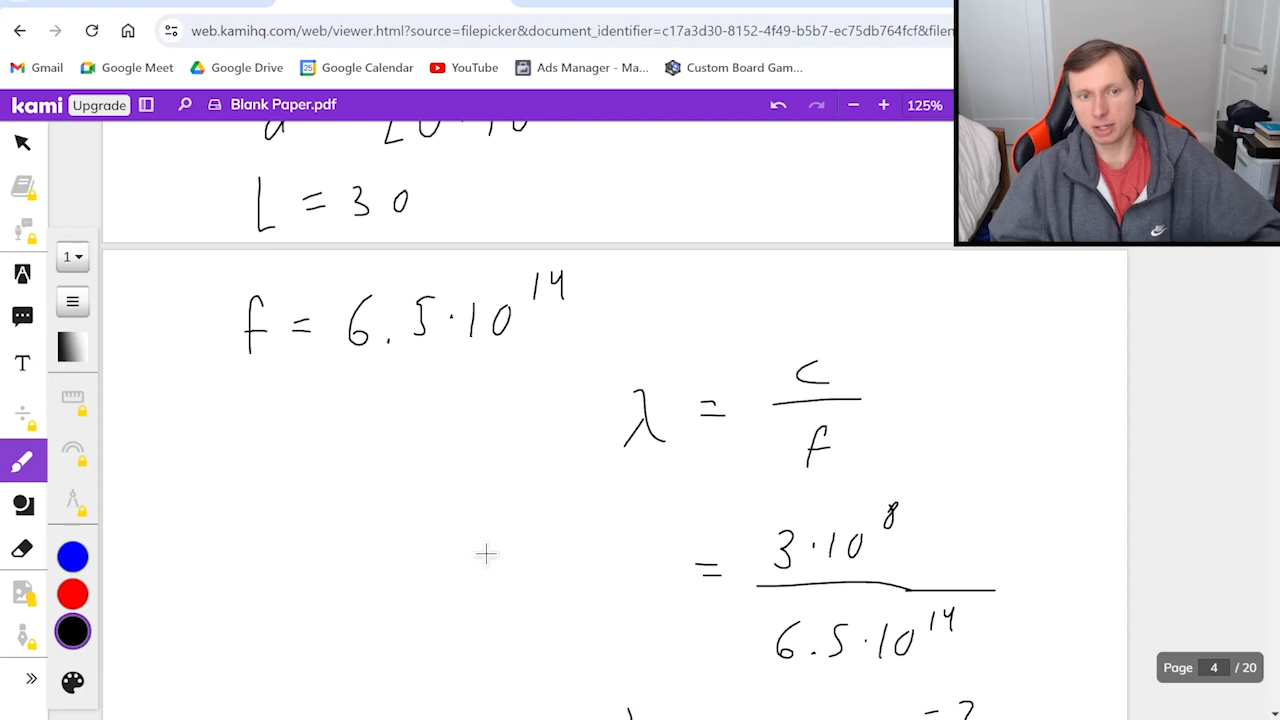 web.kamihq.com/web/viewer.html?source=filepicker&document_identifier=c17a3d30-8152-4f49-b5b7-ec75db764fcf&filen
Gmail Google Meet Google Drive 25 Google Calendar YouTube Ads Manager - Ma... Custom Board Gam...
kami Upgrade Blank Paper.pdf 125%
L = 30
1
f = 6.5·10^14
λ = c/f
= 3·10^8 / 6.5·10^14
T
Page 4 / 20